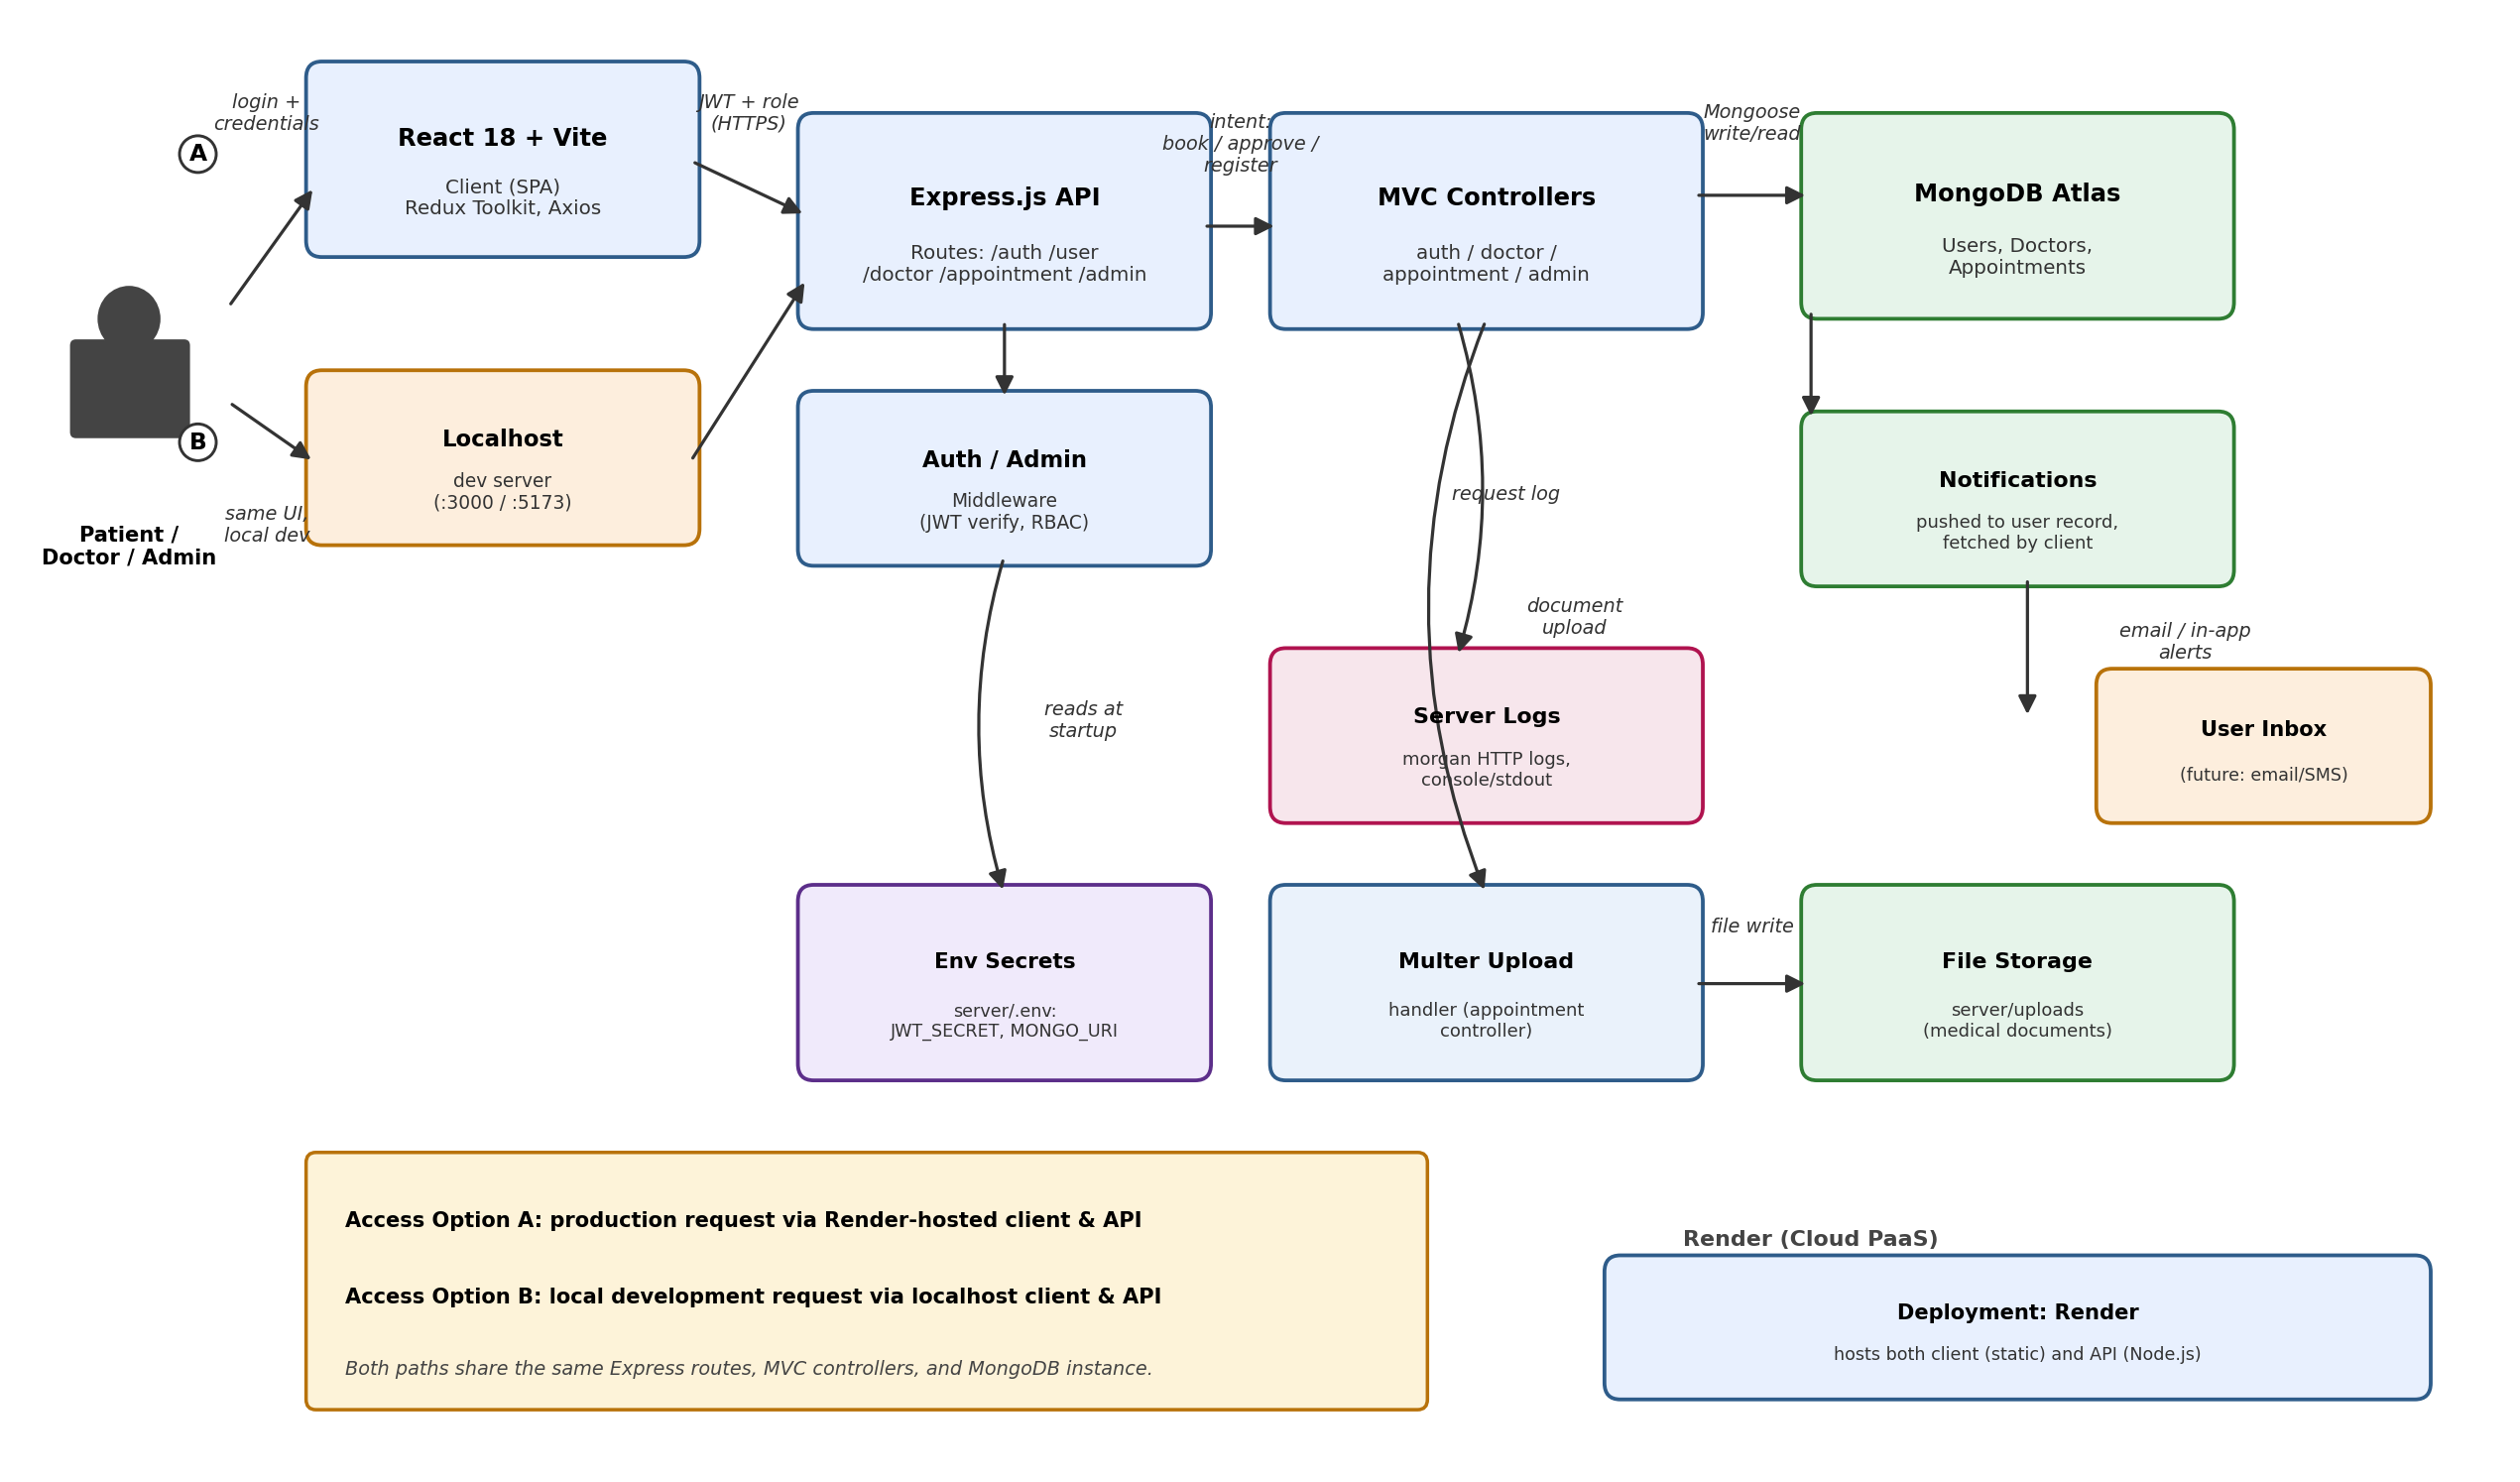 login +
credentials
A
React 18 + Vite
Client (SPA)
Redux Toolkit, Axios
JWT + role
(HTTPS)
Express.js API
Routes: /auth /user
/doctor /appointment /admin
intent:
book / approve /
register
MVC Controllers
auth / doctor /
appointment / admin
Mongoose
write/read
MongoDB Atlas
Users, Doctors,
Appointments
B
Patient /
Doctor / Admin
same UI,
local dev
Localhost
dev server
(:3000 / :5173)
Auth / Admin
Middleware
(JWT verify, RBAC)
request log
Notifications
pushed to user record,
fetched by client
document
upload
email / in-app
alerts
reads at
startup
Server Logs
morgan HTTP logs,
console/stdout
User Inbox
(future: email/SMS)
Env Secrets
server/.env:
JWT_SECRET, MONGO_URI
Multer Upload
handler (appointment
controller)
file write
File Storage
server/uploads
(medical documents)
Access Option A: production request via Render-hosted client & API
Access Option B: local development request via localhost client & API
Both paths share the same Express routes, MVC controllers, and MongoDB instance.
Render (Cloud PaaS)
Deployment: Render
hosts both client (static) and API (Node.js)